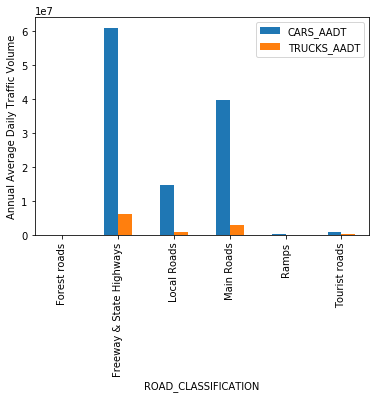 1e7
CARS_AADT
TRUCKS_AADT
Annual Average Daily Traffic Volume
6
5
4
3
2
1
0
Forest roads
Freeway & State Highways
Local Roads
Main Roads
Ramps
Tourist roads
ROAD_CLASSIFICATION